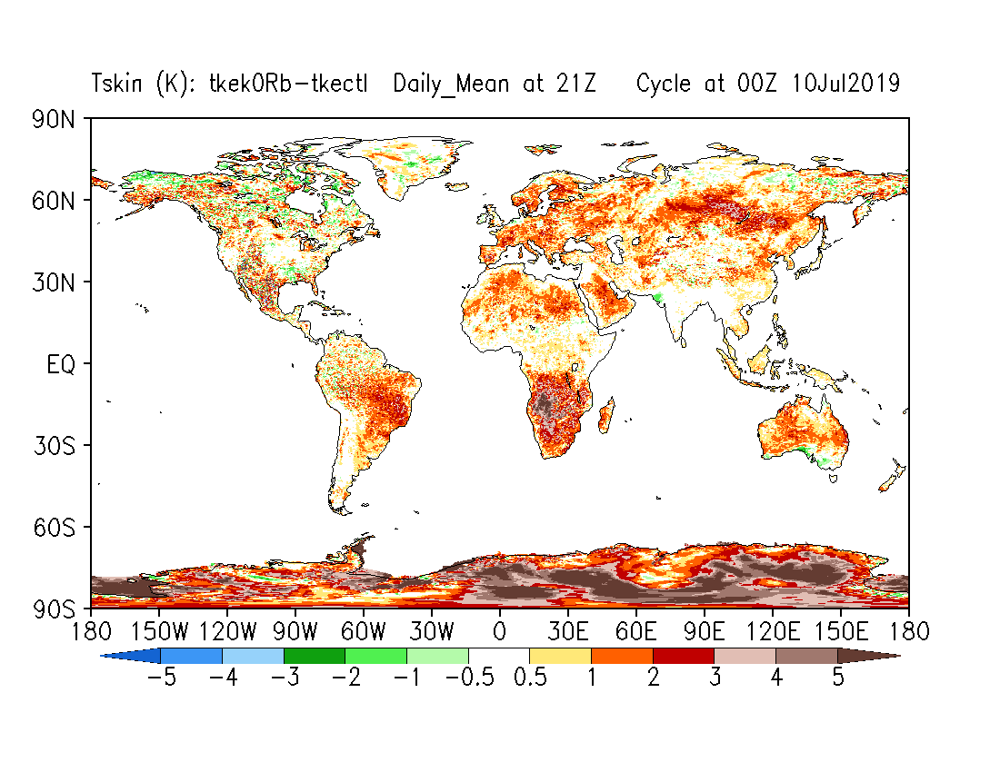 Tskin (K): tkek0Rb-tkectl Daily_Mean at 21Z Cycle at 00Z 10Jul2019
90N
60N
30N
EQ
30S
60S
90S
180 150W 120W 90W 60W 30W 0 30E 60E 90E 120E 150E 180
-5 -4 -3 -2 -1 -0.5 0.5 1 2 3 4 5